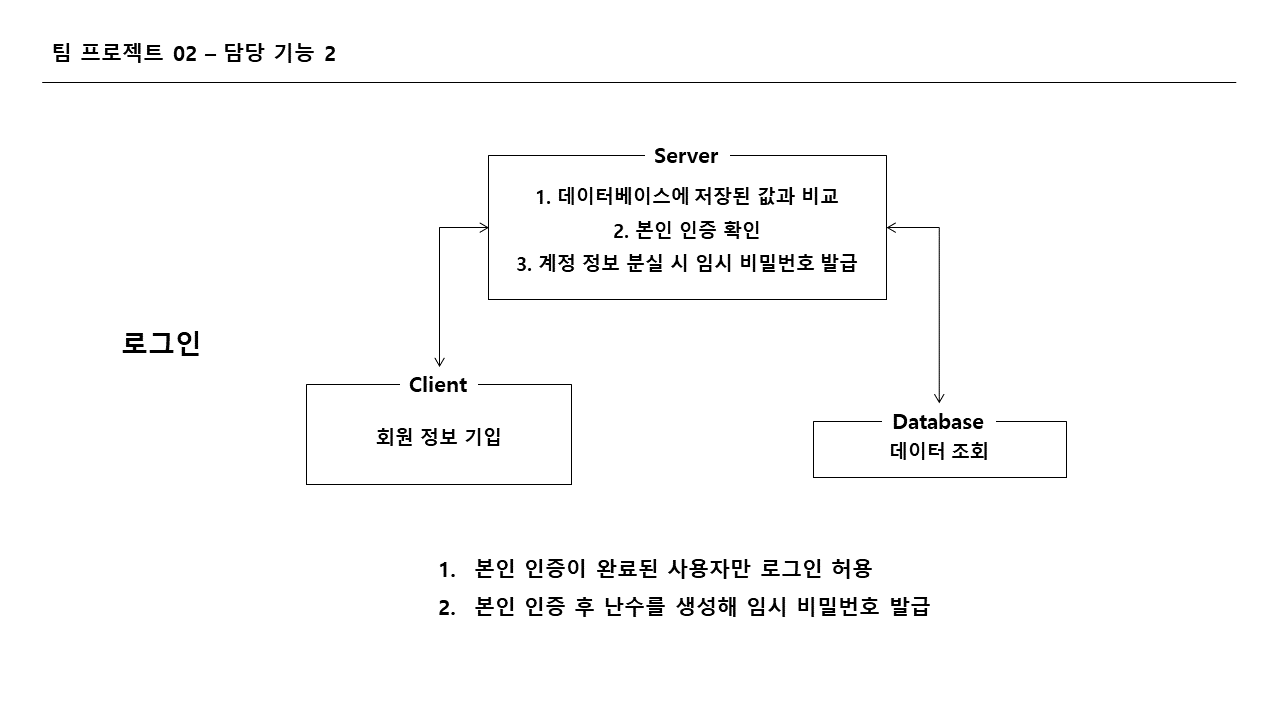 팀 프로젝트 02 – 담당 기능 2
Server
1. 데이터베이스에 저장된 값과 비교
2. 본인 인증 확인
3. 계정 정보 분실 시 임시 비밀번호 발급
로그인
Client
회원 정보 기입
Database
데이터 조회
1. 본인 인증이 완료된 사용자만 로그인 허용
2. 본인 인증 후 난수를 생성해 임시 비밀번호 발급